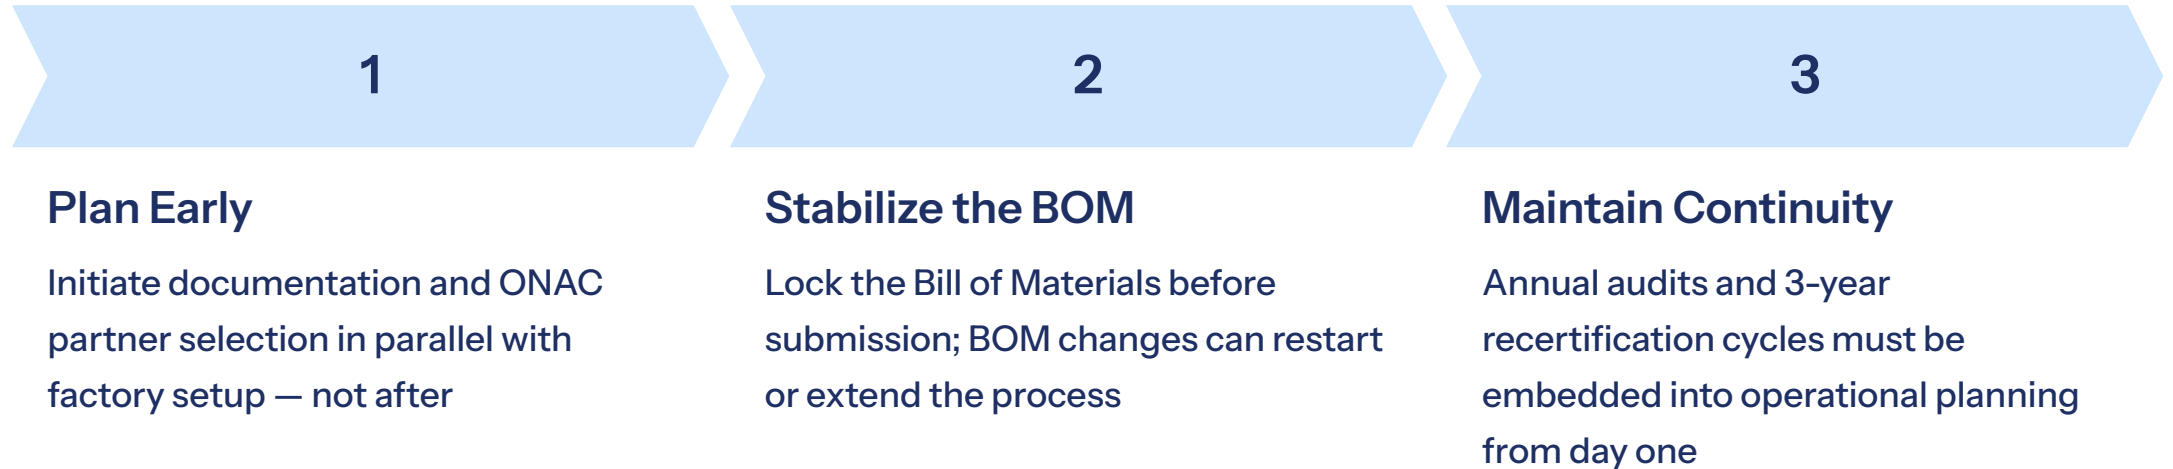 1
Plan Early
Initiate documentation and ONAC
partner selection in parallel with
factory setup — not after
2
Stabilize the BOM
Lock the Bill of Materials before
submission; BOM changes can restart
or extend the process
3
Maintain Continuity
Annual audits and 3-year
recertification cycles must be
embedded into operational planning
from day one